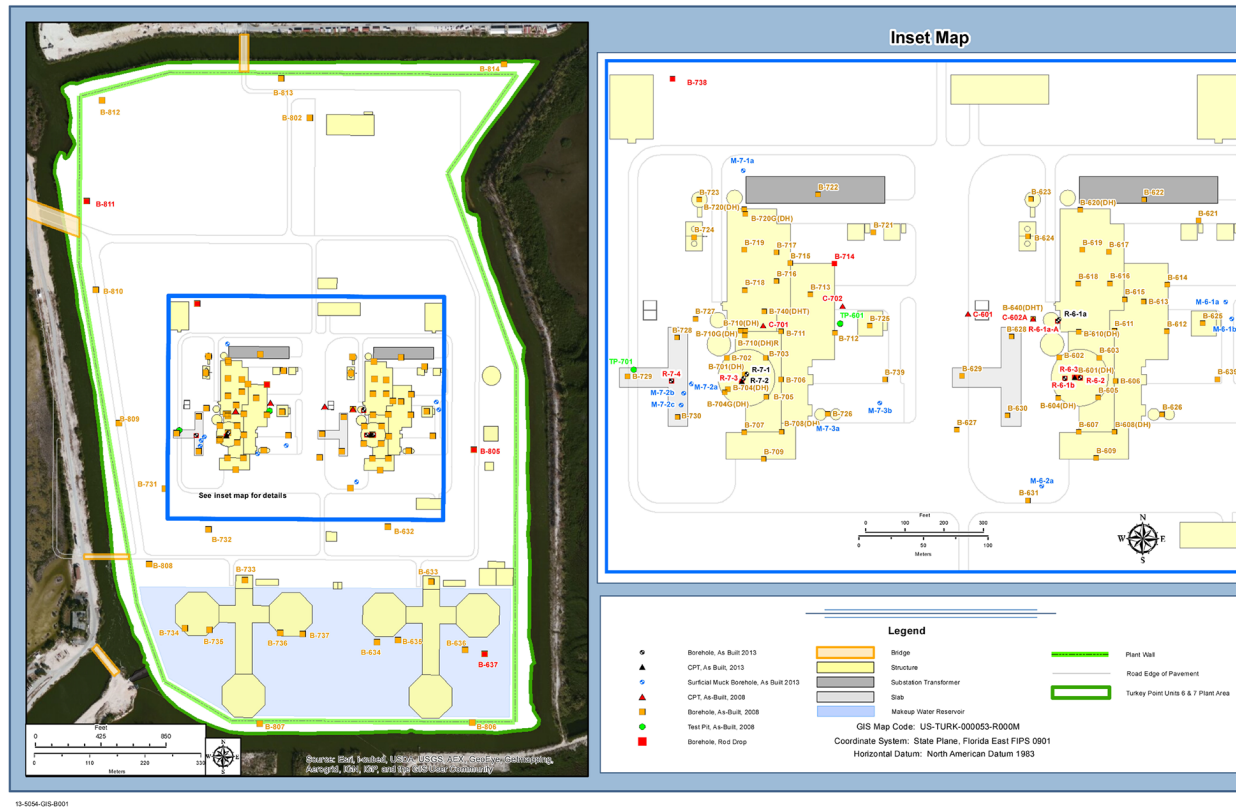 Inset Map
B-814
B-813
B-812
B-802
B-811
B-810
B-809
B-805
B-731
See inset map for details
B-732
B-632
B-808
B-733
B-633
B-734
B-735
B-736
B-737
B-634
B-635
B-636
B-637
B-807
B-806
Feet
0 425 850
0 110 220 330
Meters
N
W E
S
Source: Esri, i-cubed, USDA, USGS, AEX, GeoEye, Getmapping,
Aerogrid, IGN, IGP, and the GIS User Community
B-738
M-7-1a
B-722
B-723
B-720(DH)
B-720G(DH)
B-724
B-721
B-719
B-717
B-715
B-714
B-716
B-718
B-713
C-702
B-727
B-740(DHT)
TP-601
B-710(DH)
C-701
B-725
B-728
B-710G(DH)
B-711
B-712
B-710(DH)R
TP-701
B-702
B-703
B-701(DH)
R-7-1
B-729
R-7-4
R-7-3
R-7-2
B-706
B-739
M-7-2a
B-704(DH)
M-7-2b
B-704G(DH)
B-705
M-7-2c
M-7-3b
B-730
B-726
M-7-3a
B-707
B-708(DH)
B-709
B-623
B-622
B-620(DH)
B-621
B-624
B-619
B-617
B-618
B-616
B-614
B-615
B-613
M-6-1a
B-640(DHT)
R-6-1a
C-601
C-602A
B-625
M-6-1b
B-628
R-6-1a-A
B-610(DH)
B-611
B-612
B-602
B-603
R-6-3
B-601(DH)
B-629
R-6-2
B-606
B-639
R-6-1b
B-604(DH)
B-605
B-630
B-626
B-627
B-607
B-608(DH)
B-609
M-6-2a
B-631
Feet
0 100 200 300
0 50 100
Meters
N
W E
S
Legend
Borehole, As Built 2013
CPT, As Built, 2013
Surficial Muck Borehole, As Built 2013
CPT, As-Built, 2008
Borehole, As-Built, 2008
Test Pit, As-Built, 2008
Borehole, Rod Drop
Bridge
Structure
Substation Transformer
Slab
Makeup Water Reservoir
Plant Wall
Road Edge of Pavement
Turkey Point Units 6 & 7 Plant Area
GIS Map Code: US-TURK-000053-R000M
Coordinate System: State Plane, Florida East FIPS 0901
Horizontal Datum: North American Datum 1983
13-5054-GIS-B001